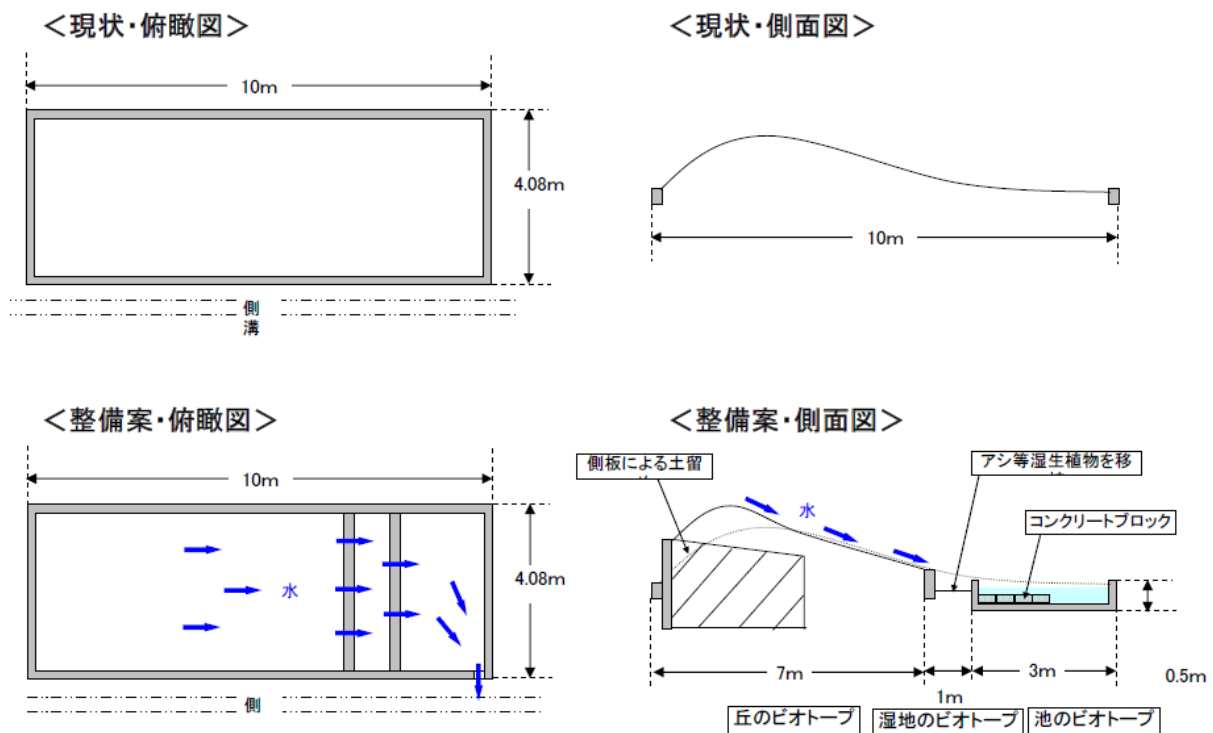 <現状・俯瞰図>
10m
4.08m
側
溝
<現状・側面図>
10m
<整備案・俯瞰図>
10m
水
4.08m
側
<整備案・側面図>
側板による土留
アシ等湿生植物を移
水
コンクリートブロック
7m
1m
3m
0.5m
丘のビオトープ
湿地のビオトープ
池のビオトープ